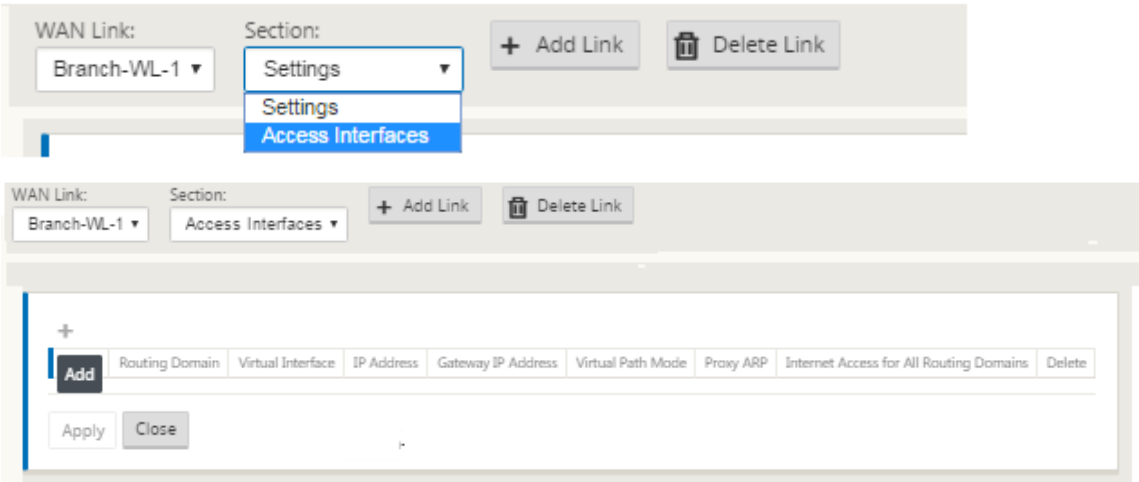 WAN Link: Section:
Branch-WL-1 Settings + Add Link Delete Link
Settings
Access Interfaces
WAN Link: Section:
Branch-WL-1 Access Interfaces + Add Link Delete Link
+
Add Routing Domain Virtual Interface IP Address Gateway IP Address Virtual Path Mode Proxy ARP Internet Access for All Routing Domains Delete
Apply Close